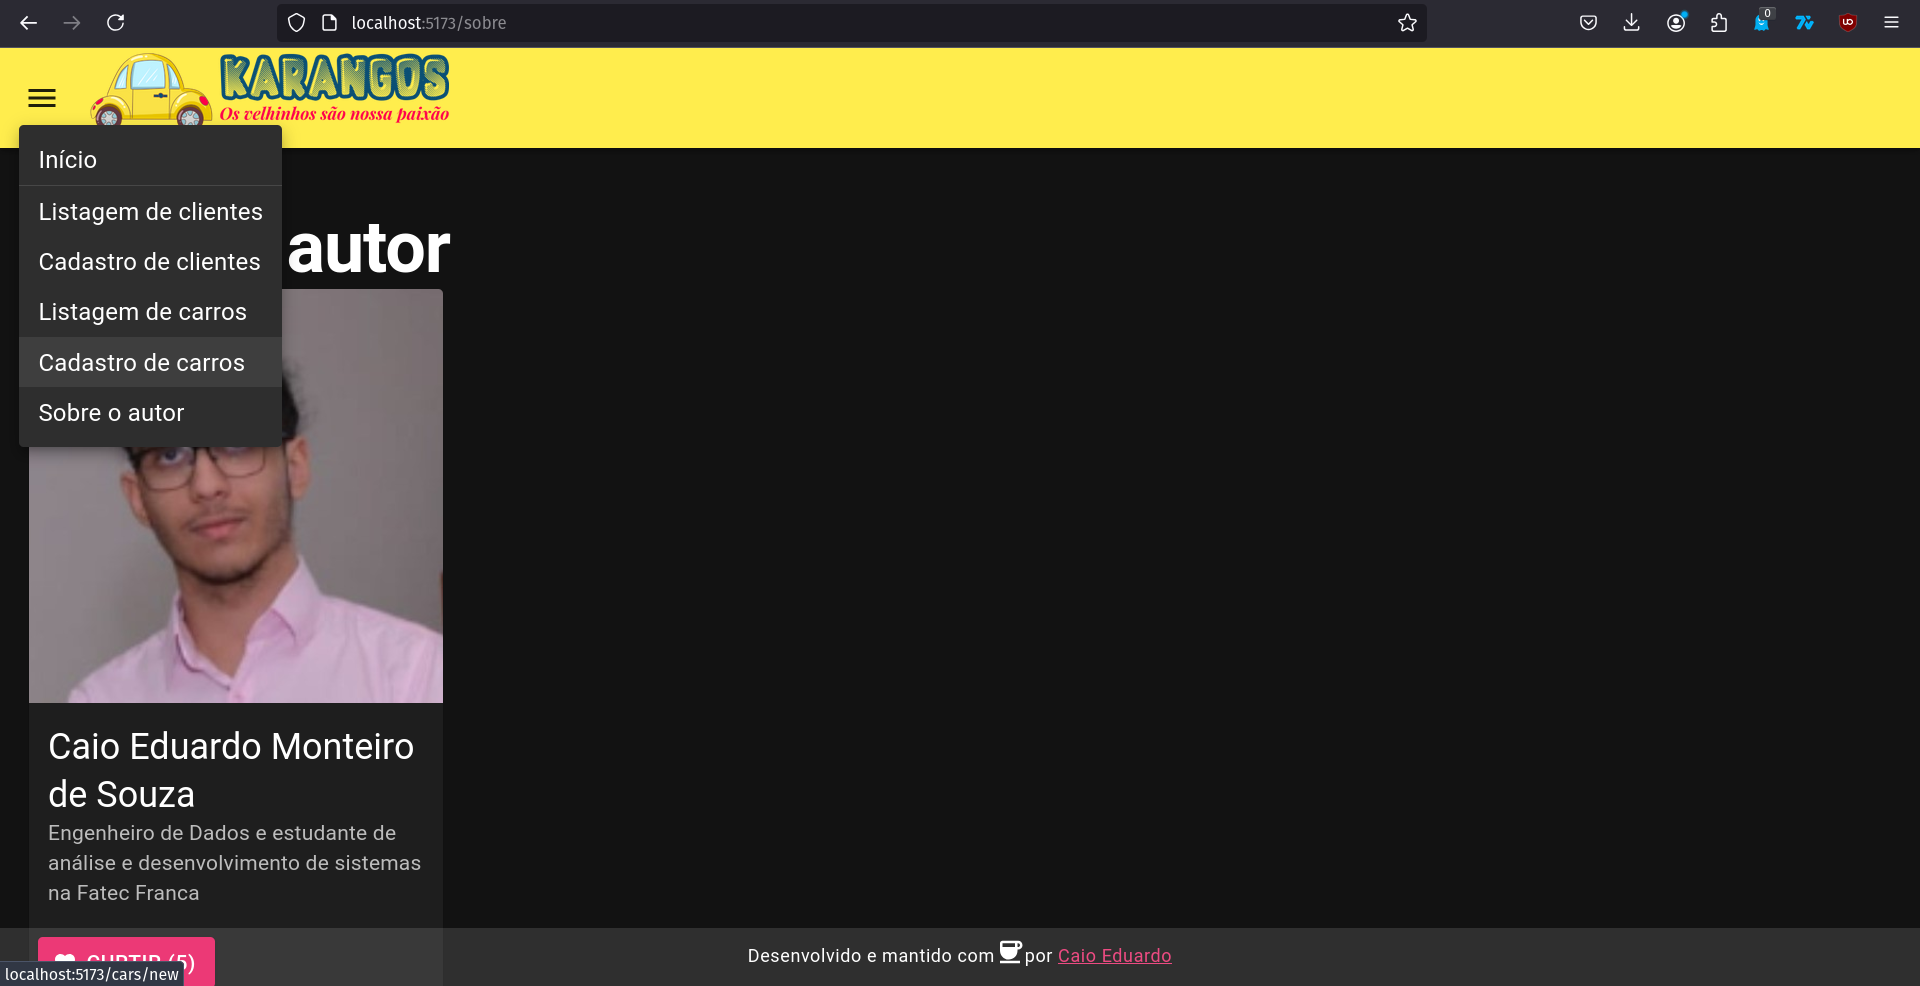 localhost:5173/sobre
0
KARANGOS
Os velhinhos são nossa paixão
Início
Listagem de clientes
Cadastro de clientes
Listagem de carros
Cadastro de carros
Sobre o autor
autor
Caio Eduardo Monteiro
de Souza
Engenheiro de Dados e estudante de
análise e desenvolvimento de sistemas
na Fatec Franca
CURTIR (5)
Desenvolvido e mantido com por Caio Eduardo
localhost:5173/cars/new